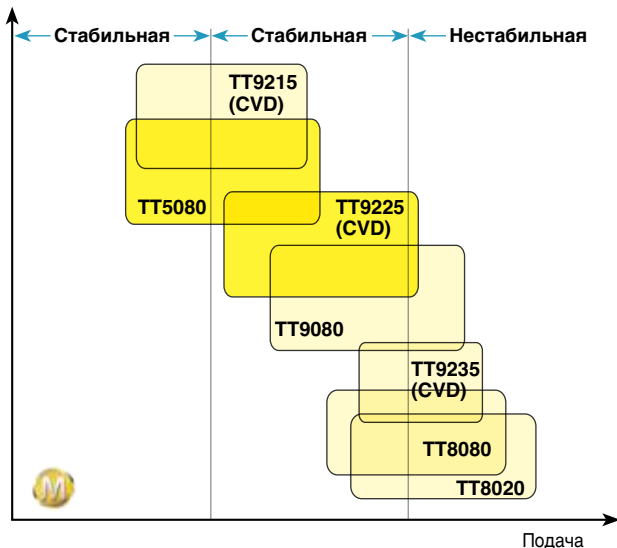 Стабильная
Стабильная
Нестабильная
TT9215
(CVD)
TT5080
TT9225
(CVD)
TT9080
TT9235
(CVD)
TT8080
TT8020
M
Подача